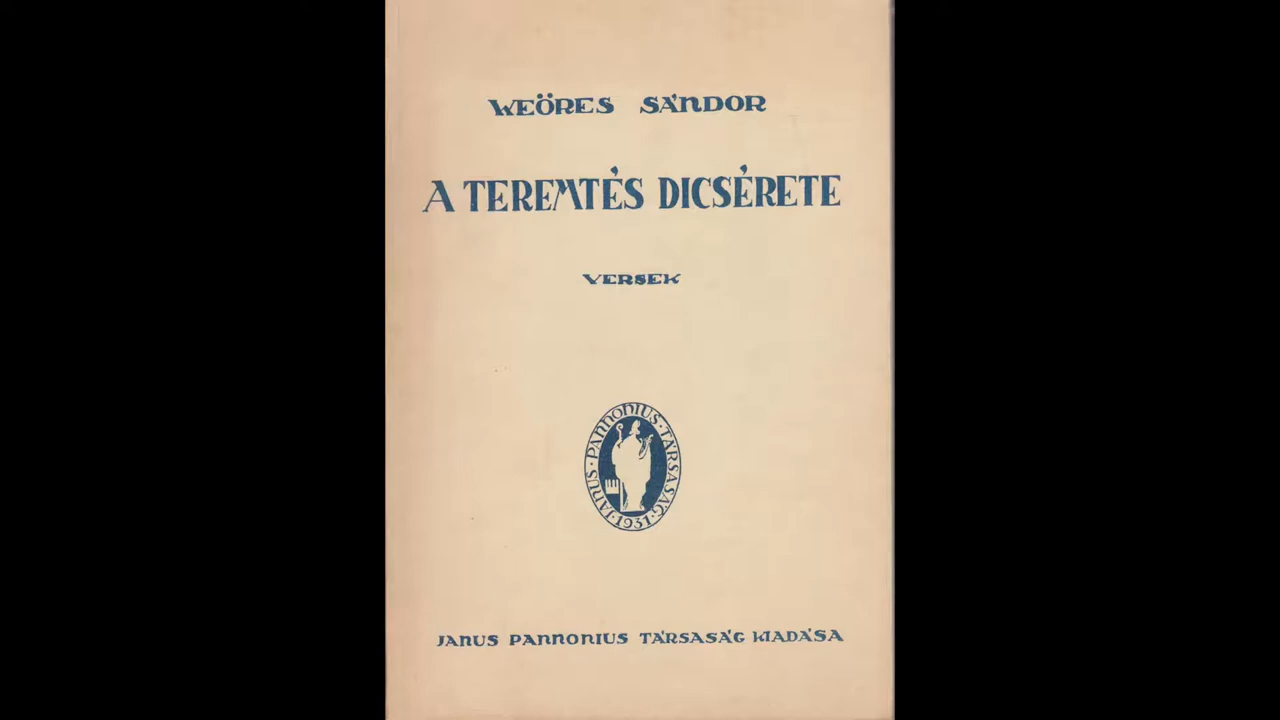 WEÖRES SÁNDOR
A TEREMTÉS DICSÉRETE
VERSEK
JANUS · PANNONIUS · TÁRSASÁG · 1931 ·
JANUS PANNONIUS TÁRSASÁG KIADÁSA